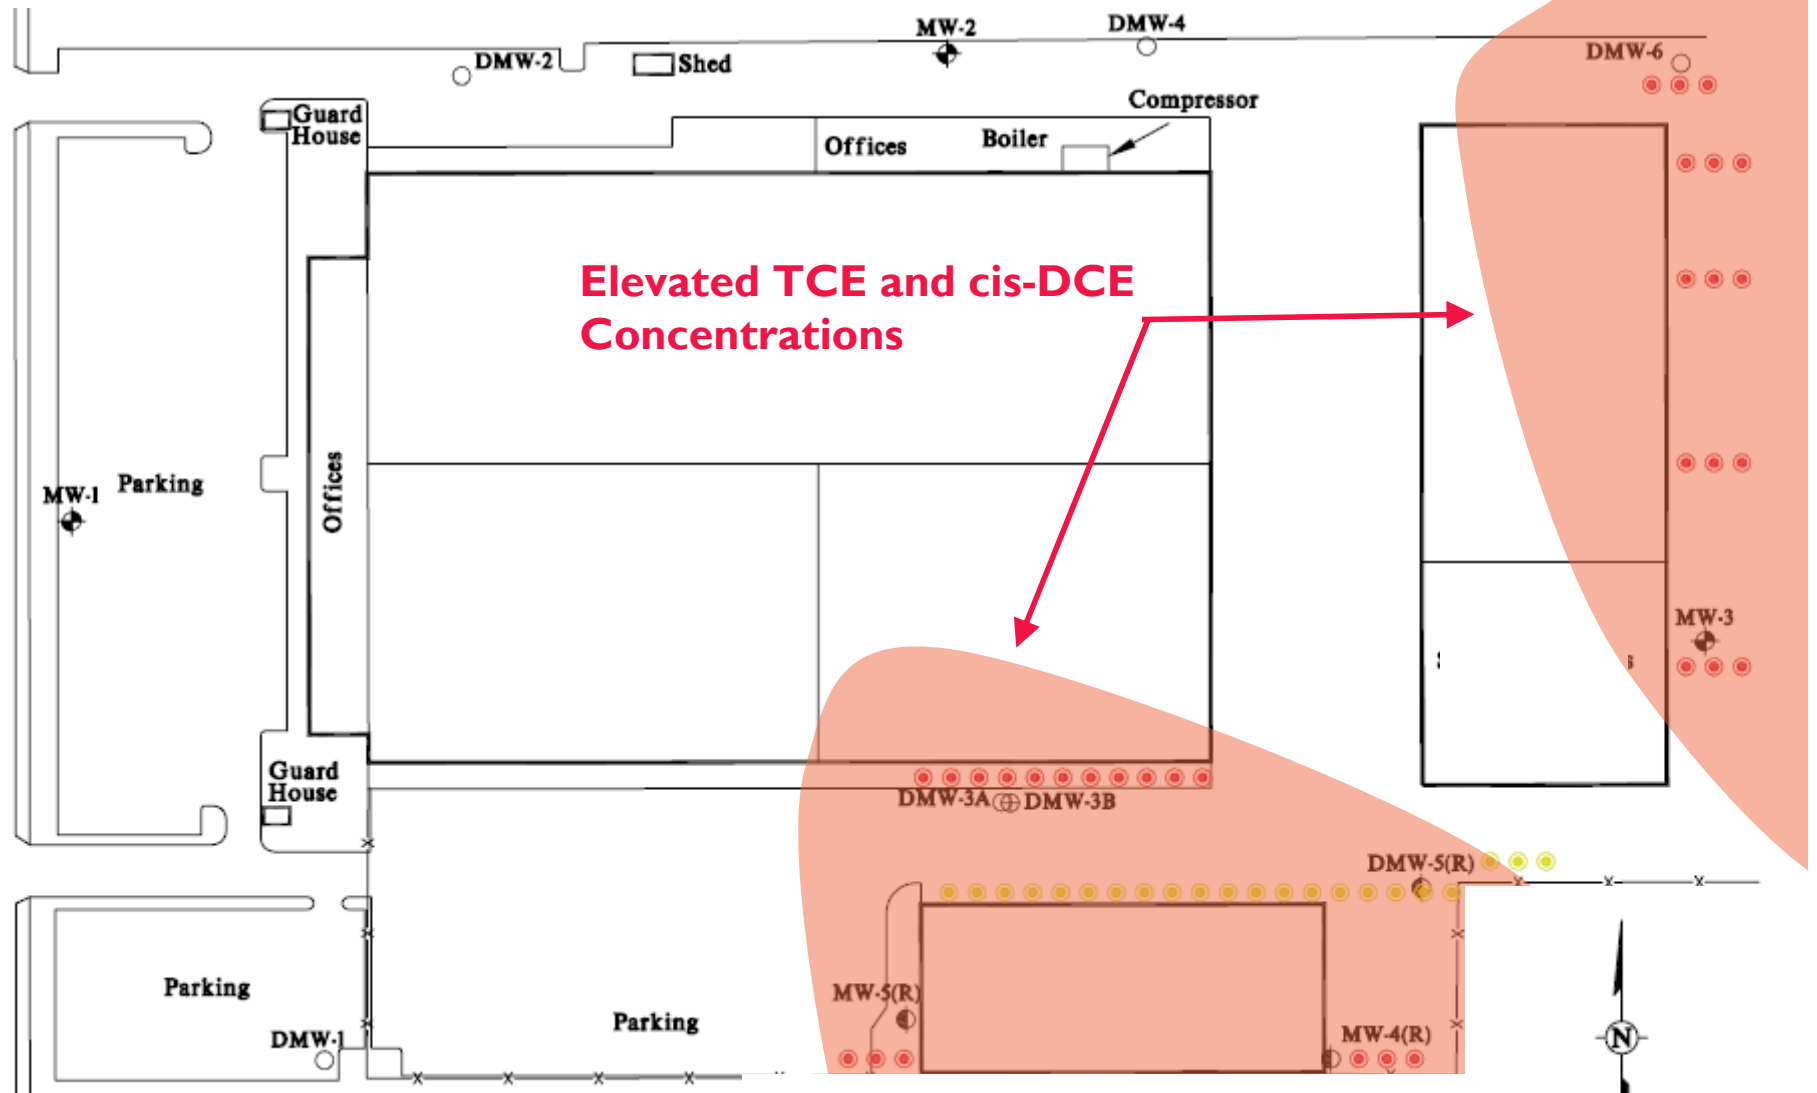 MW-2
DMW-4
DMW-6
DMW-2
Shed
Compressor
Guard
House
Offices
Boiler
Elevated TCE and cis-DCE
Concentrations
Offices
Parking
MW-1
MW-3
Guard
House
DMW-3A
DMW-3B
DMW-5(R)
Parking
MW-5(R)
Parking
DMW-1
MW-4(R)
N